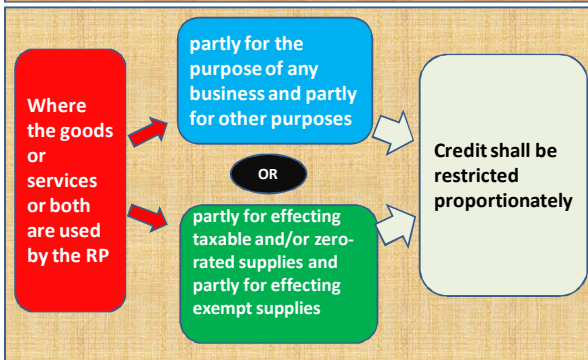 Where
the goods
or
services
or both
are used
by the RP
partly for the
purpose of any
business and partly
for other purposes
OR
partly for effecting
taxable and/or zero-
rated supplies and
partly for effecting
exempt supplies
Credit shall be
restricted
proportionately